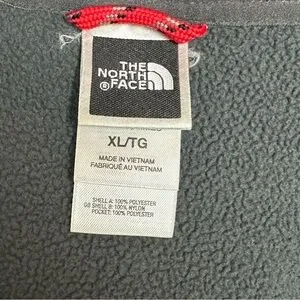 THE
NORTH
FACE
®
XL/TG
MADE IN VIETNAM
FABRIQUÉ AU VIETNAM
SHELL A: 100% POLYESTER
SHELL B: 100% NYLON
POCKET: 100% POLYESTER